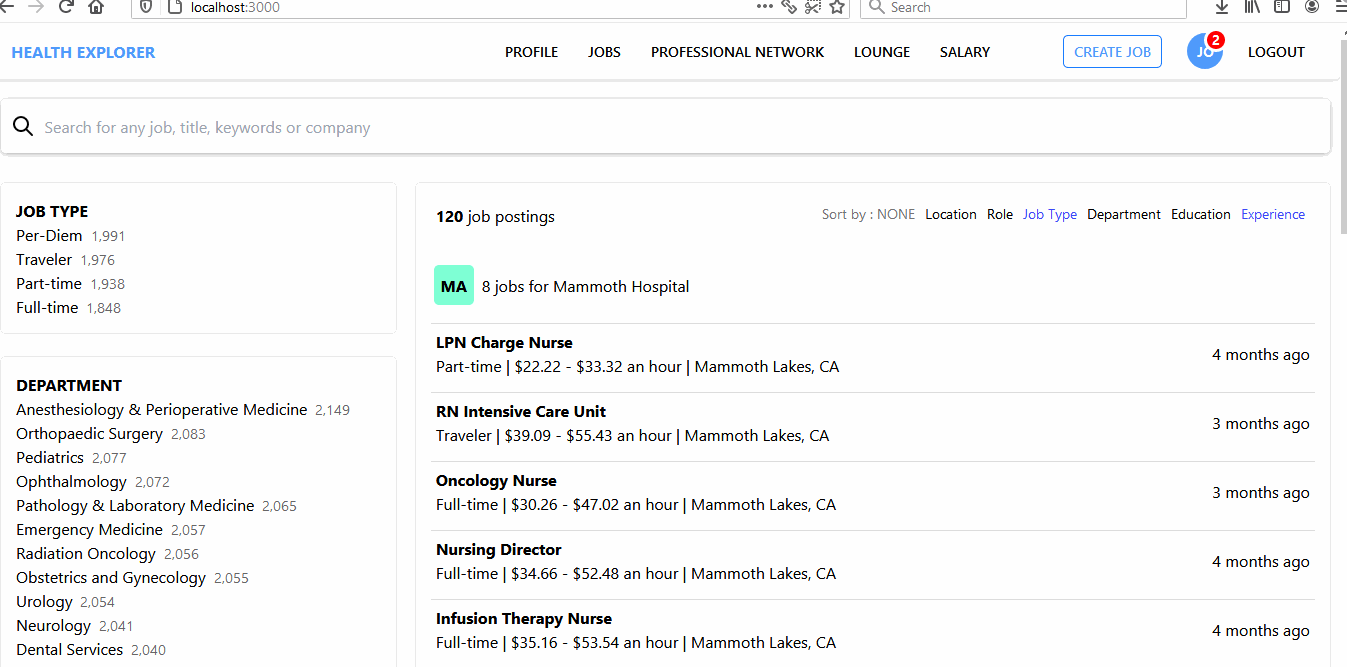 localhost:3000
Search
HEALTH EXPLORER
PROFILE JOBS PROFESSIONAL NETWORK LOUNGE SALARY CREATE JOB 2 LOGOUT
Search for any job, title, keywords or company
JOB TYPE
Per-Diem 1,991
Traveler 1,976
Part-time 1,938
Full-time 1,848
DEPARTMENT
Anesthesiology & Perioperative Medicine 2,149
Orthopaedic Surgery 2,083
Pediatrics 2,077
Ophthalmology 2,072
Pathology & Laboratory Medicine 2,065
Emergency Medicine 2,057
Radiation Oncology 2,056
Obstetrics and Gynecology 2,055
Urology 2,054
Neurology 2,041
Dental Services 2,040
120 job postings
Sort by : NONE Location Role Job Type Department Education Experience
MA 8 jobs for Mammoth Hospital
LPN Charge Nurse
Part-time | $22.22 - $33.32 an hour | Mammoth Lakes, CA
4 months ago
RN Intensive Care Unit
Traveler | $39.09 - $55.43 an hour | Mammoth Lakes, CA
3 months ago
Oncology Nurse
Full-time | $30.26 - $47.02 an hour | Mammoth Lakes, CA
3 months ago
Nursing Director
Full-time | $34.66 - $52.48 an hour | Mammoth Lakes, CA
4 months ago
Infusion Therapy Nurse
Full-time | $35.16 - $53.54 an hour | Mammoth Lakes, CA
4 months ago